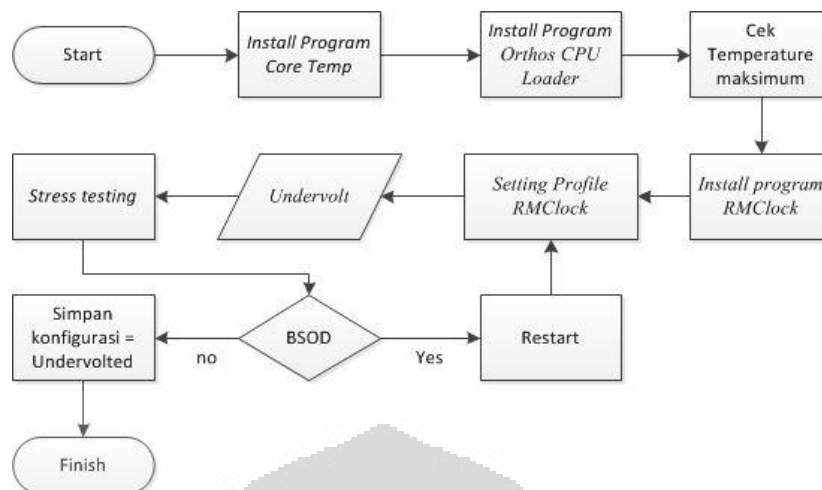 Start
Install Program
Core Temp
Install Program
Orthos CPU
Loader
Cek
Temperature
maksimum
Stress testing
Undervolt
Setting Profile
RMClock
Install program
RMClock
Simpan
konfigurasi =
Undervolted
no
BSOD
Yes
Restart
Finish